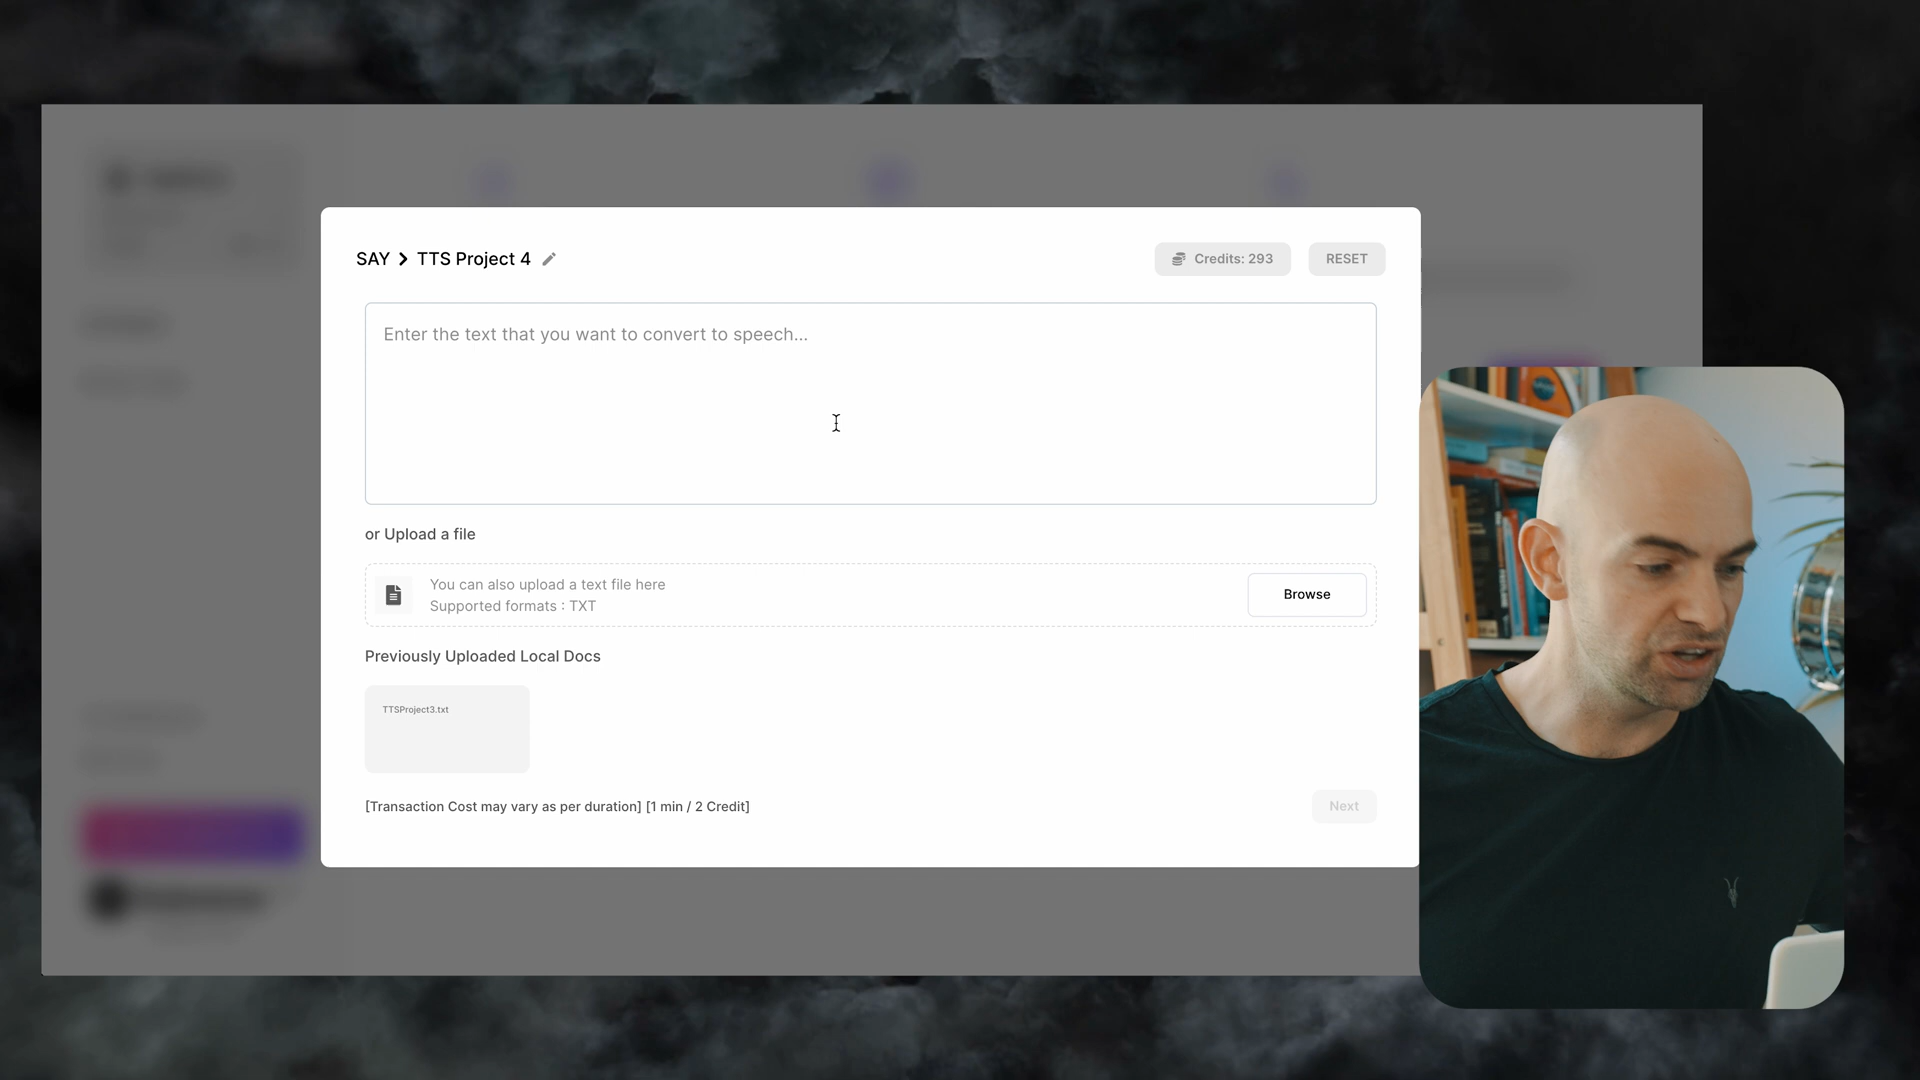 SAY > TTS Project 4
Credits: 293
RESET
Enter the text that you want to convert to speech...
or Upload a file
You can also upload a text file here
Supported formats : TXT
Browse
Previously Uploaded Local Docs
TTSProject3.txt
[Transaction Cost may vary as per duration] [1 min / 2 Credit]
Next